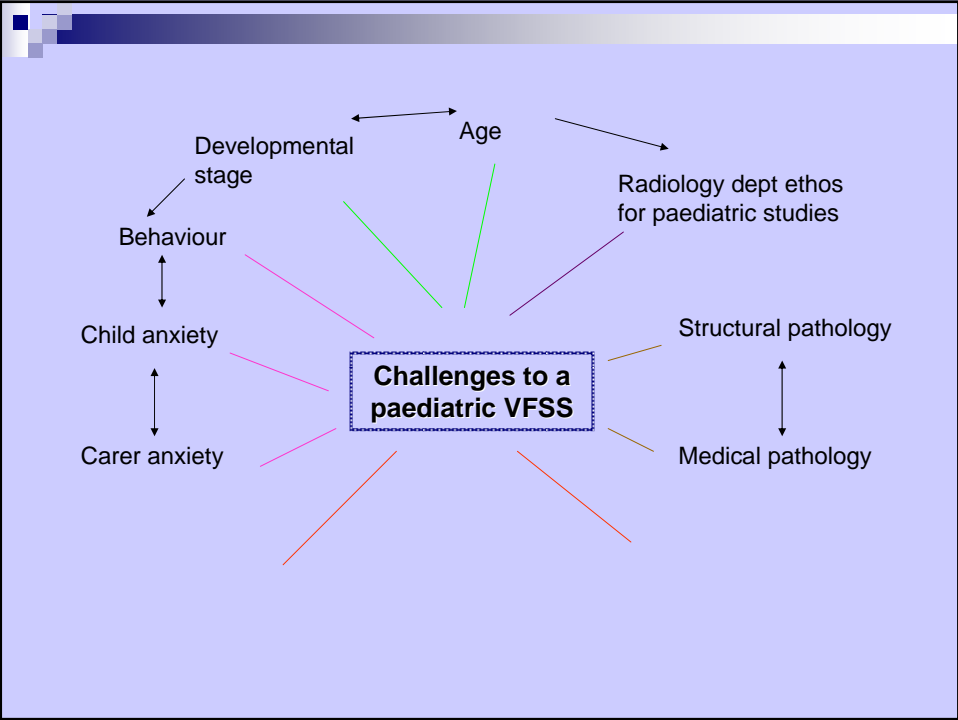 Age
Developmental
stage
Radiology dept ethos
for paediatric studies
Behaviour
Child anxiety
Structural pathology
Challenges to a
paediatric VFSS
Carer anxiety
Medical pathology